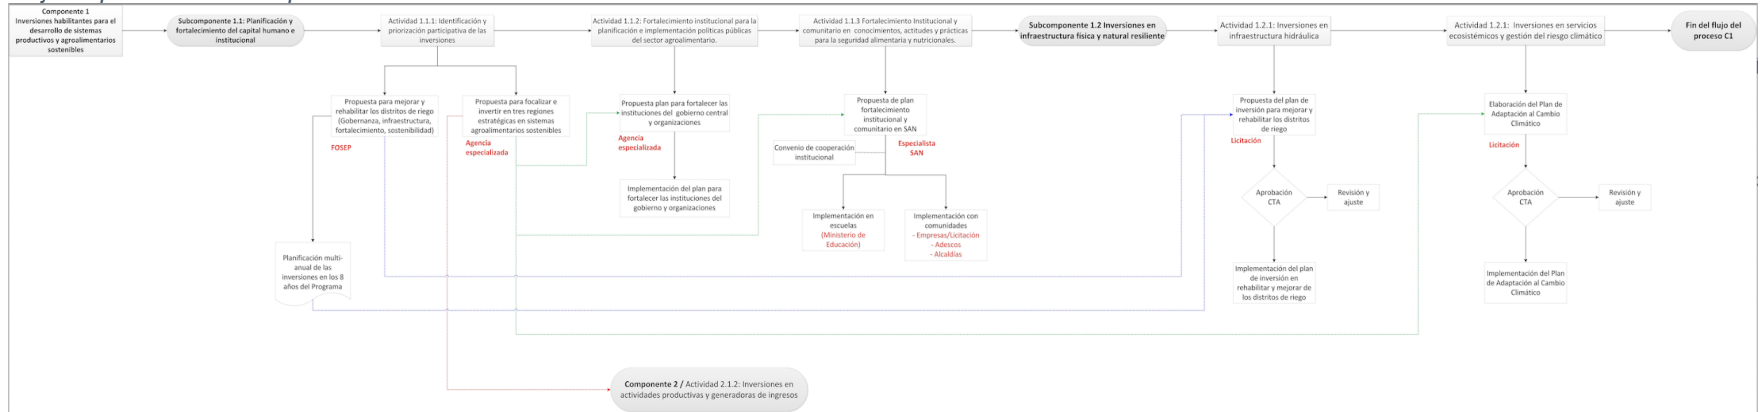 Componente 1
Inversiones habilitantes para el
desarrollo de sistemas
productivos y agroalimentarios
sostenibles
Subcomponente 1.1: Planificación y
fortalecimiento del capital humano e
institucional
Actividad 1.1.1: Identificación y
priorización participativa de las
inversiones
Actividad 1.1.2: Fortalecimiento institucional para la
planificación e implementación políticas públicas
del sector agroalimentario.
Actividad 1.1.3 Fortalecimiento Institucional y
comunitario en conocimientos, actitudes y prácticas
para la seguridad alimentaria y nutricionales.
Subcomponente 1.2 Inversiones en
infraestructura física y natural resiliente
Actividad 1.2.1: Inversiones en
infraestructura hidráulica
Actividad 1.2.1: Inversiones en servicios
ecosistémicos y gestión del riesgo climático
Fin del flujo del
proceso C1
Propuesta para mejorar y
rehabilitar los distritos de riego
(Gobernanza, infraestructura,
fortalecimiento, sostenibilidad)
FOSEP
Propuesta para focalizar e
invertir en tres regiones
estratégicas en sistemas
agroalimentarios sostenibles
Agencia
especializada
Propuesta plan para fortalecer las
instituciones del gobierno central
y organizaciones
Agencia
especializada
Implementación del plan para
fortalecer las instituciones del
gobierno y organizaciones
Propuesta de plan
fortalecimiento
institucional y
comunitario en SAN
Convenio de cooperación
institucional
Especialista
SAN
Implementación en
escuelas
(Ministerio de
Educación)
Implementación con
comunidades
- Empresas/Licitación
- Adescos
- Alcaldías
Propuesta del plan de
inversión para mejorar y
rehabilitar los distritos
de riego
Licitación
Aprobación
CTA
Revisión y
ajuste
Implementación del plan
de inversión en
rehabilitar y mejorar de
los distritos de riego
Elaboración del Plan de
Adaptación al Cambio
Climático
Licitación
Aprobación
CTA
Revisión y
ajuste
Implementación del Plan
de Adaptación al Cambio
Climático
Planificación multi-
anual de las
inversiones en los 8
años del Programa
Componente 2 / Actividad 2.1.2: Inversiones en
actividades productivas y generadoras de ingresos